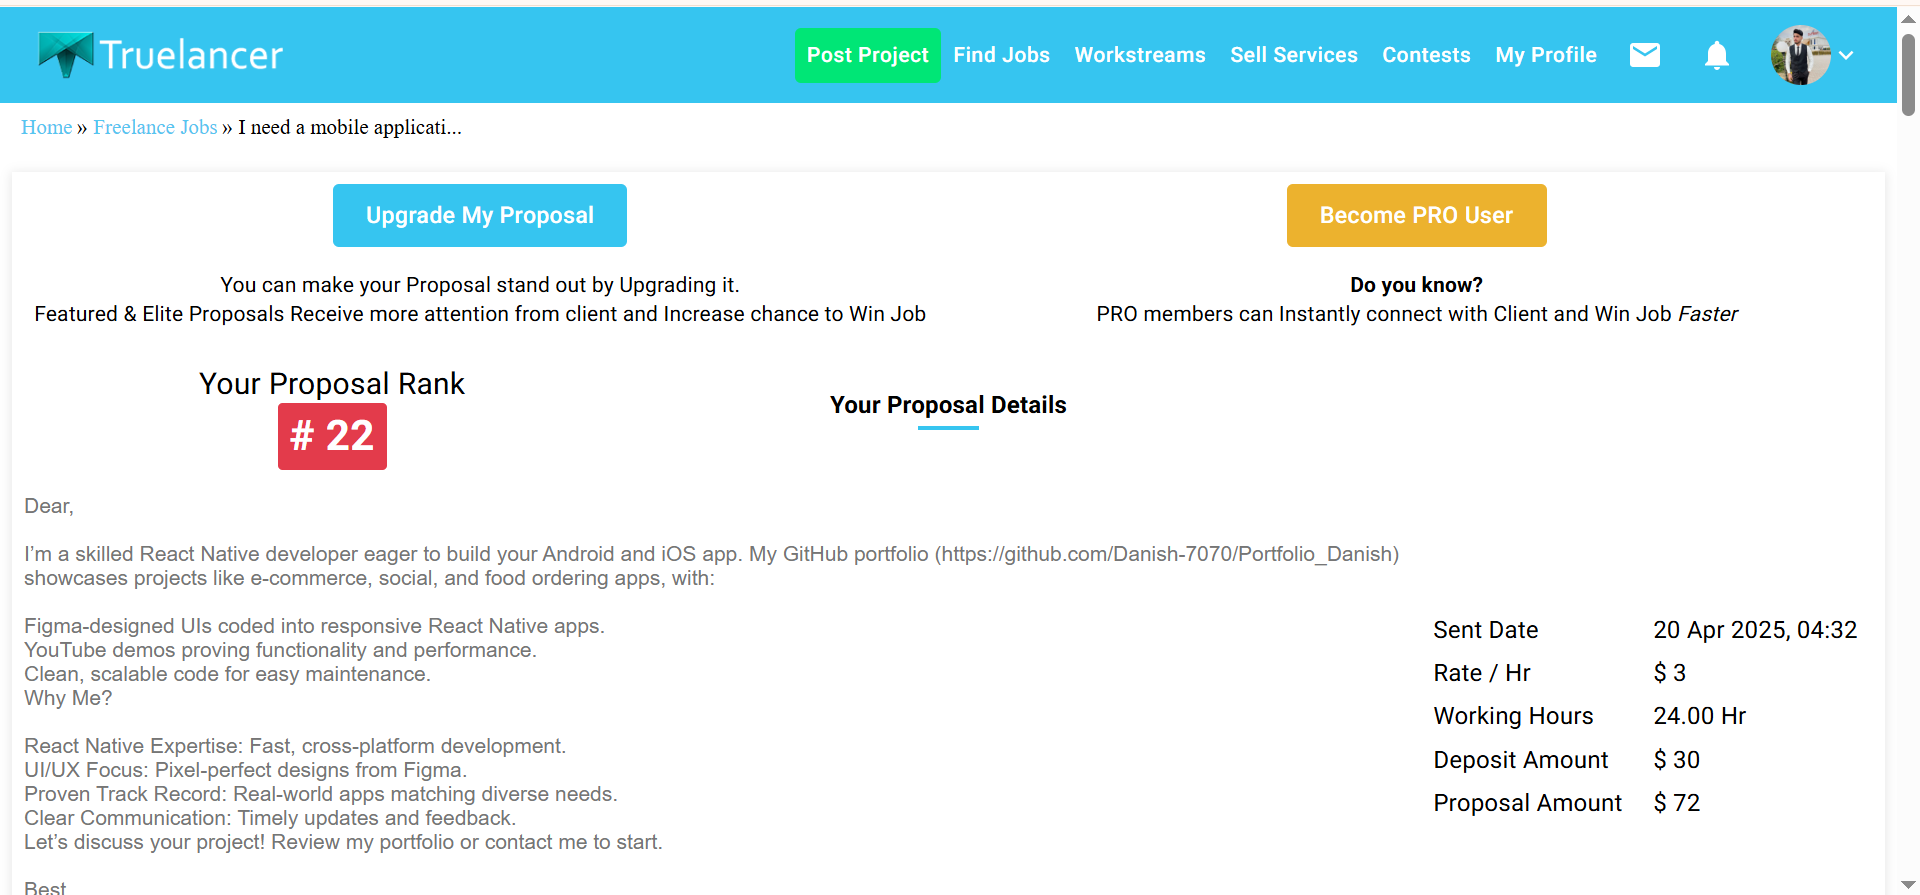 Truelancer
Post Project Find Jobs Workstreams Sell Services Contests My Profile
Home » Freelance Jobs » I need a mobile applicati...
Upgrade My Proposal
You can make your Proposal stand out by Upgrading it.
Featured & Elite Proposals Receive more attention from client and Increase chance to Win Job
Become PRO User
Do you know?
PRO members can Instantly connect with Client and Win Job Faster
Your Proposal Rank
# 22
Your Proposal Details
Dear,
I’m a skilled React Native developer eager to build your Android and iOS app. My GitHub portfolio (https://github.com/Danish-7070/Portfolio_Danish)
showcases projects like e-commerce, social, and food ordering apps, with:
Figma-designed UIs coded into responsive React Native apps.
YouTube demos proving functionality and performance.
Clean, scalable code for easy maintenance.
Why Me?
React Native Expertise: Fast, cross-platform development.
UI/UX Focus: Pixel-perfect designs from Figma.
Proven Track Record: Real-world apps matching diverse needs.
Clear Communication: Timely updates and feedback.
Let’s discuss your project! Review my portfolio or contact me to start.
Best
Sent Date 20 Apr 2025, 04:32
Rate / Hr $ 3
Working Hours 24.00 Hr
Deposit Amount $ 30
Proposal Amount $ 72